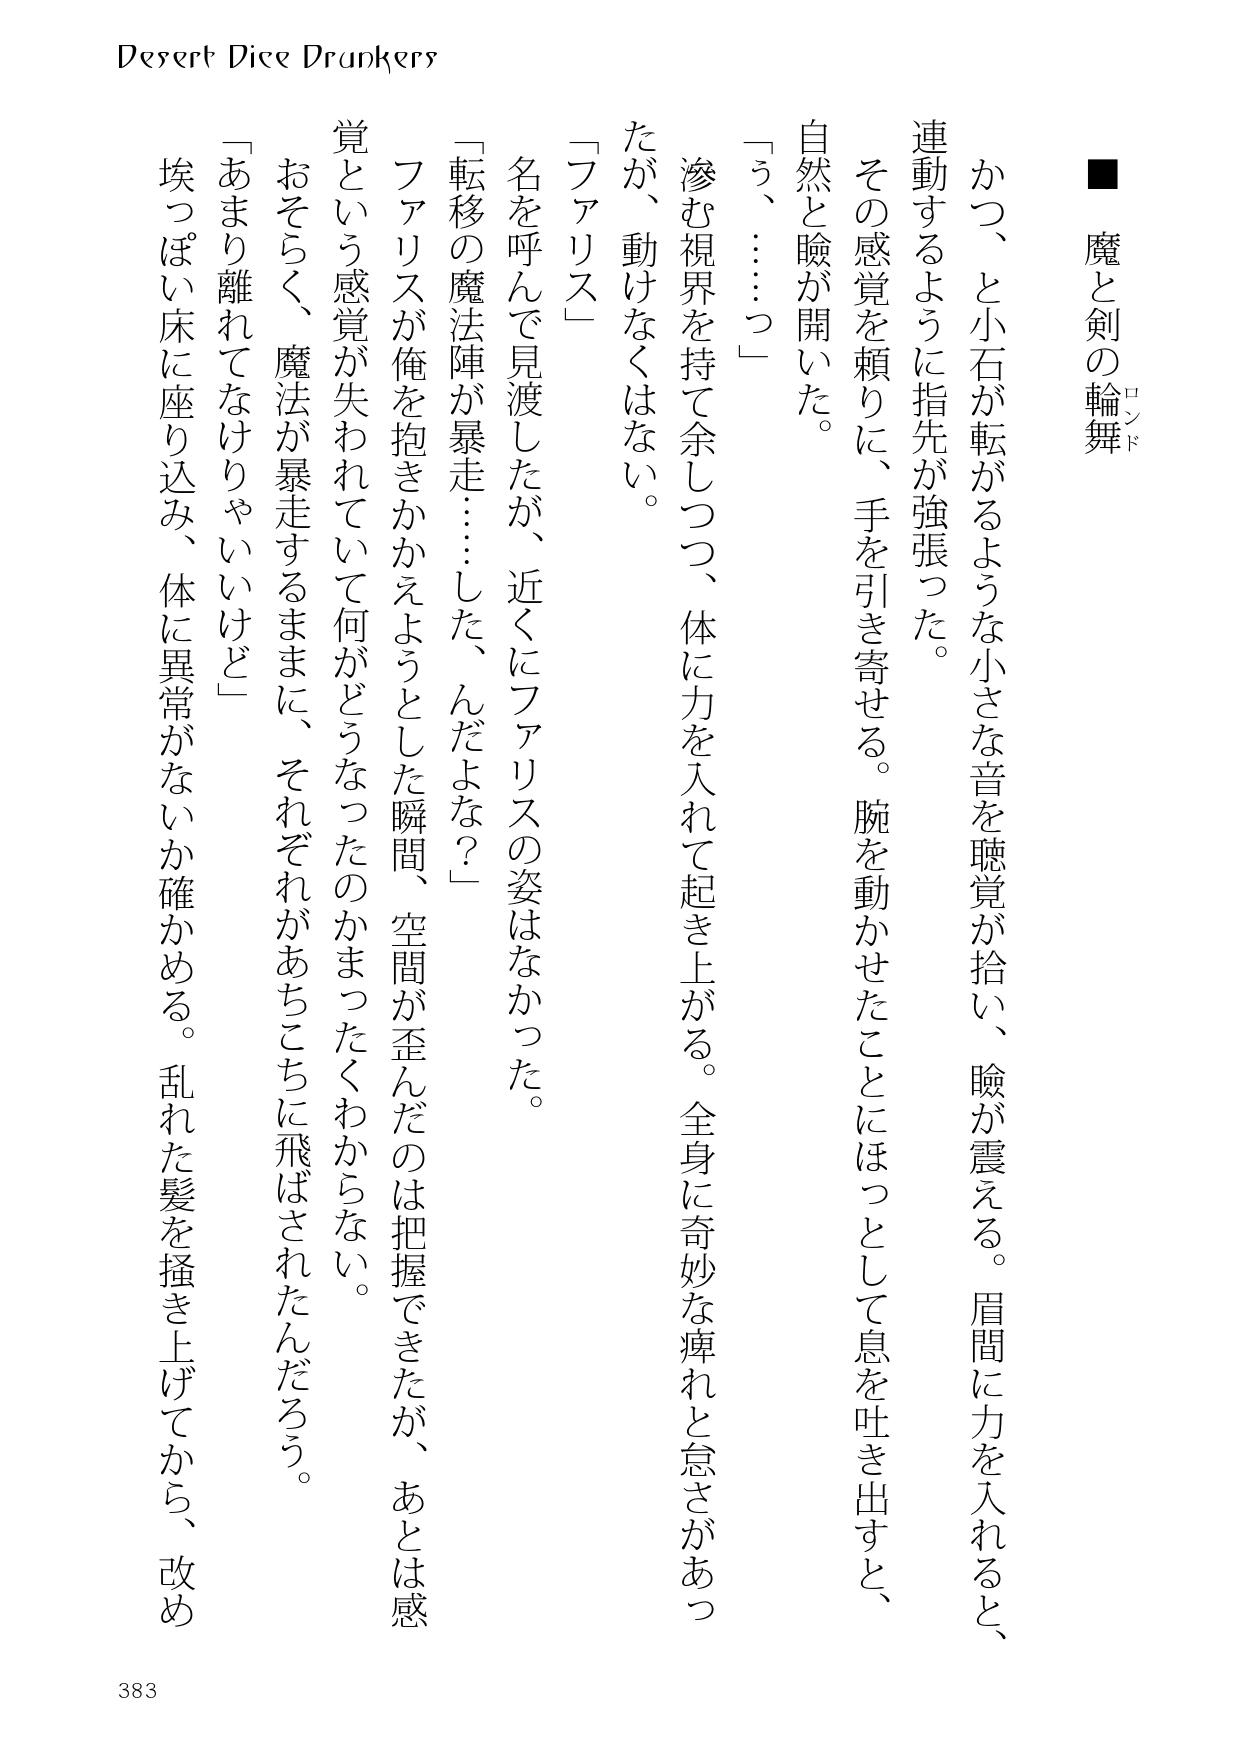 Desert Dice Drunkers
■　魔と剣の輪舞
ロンド
　かつ、と小石が転がるような小さな音を聴覚が拾い、瞼が震える。眉間に力を入れると、
連動するように指先が強張った。
　その感覚を頼りに、手を引き寄せる。腕を動かせたことにほっとして息を吐き出すと、
自然と瞼が開いた。
「う、……つ」
　滲む視界を持て余しつつ、体に力を入れて起き上がる。全身に奇妙な痺れと怠さがあっ
たが、動けなくはない。
「ファリス」
　名を呼んで見渡したが、近くにファリスの姿はなかった。
「転移の魔法陣が暴走……した、んだよな？」
　ファリスが俺を抱きかかえようとした瞬間、空間が歪んだのは把握できたが、あとは感
覚という感覚が失われていて何がどうなったのかまったくわからない。
　おそらく、魔法が暴走するままに、それぞれがあちこちに飛ばされたんだろう。
「あまり離れてなけりゃいいけど」
　埃っぽい床に座り込み、体に異常がないか確かめる。乱れた髪を掻き上げてから、改め
383